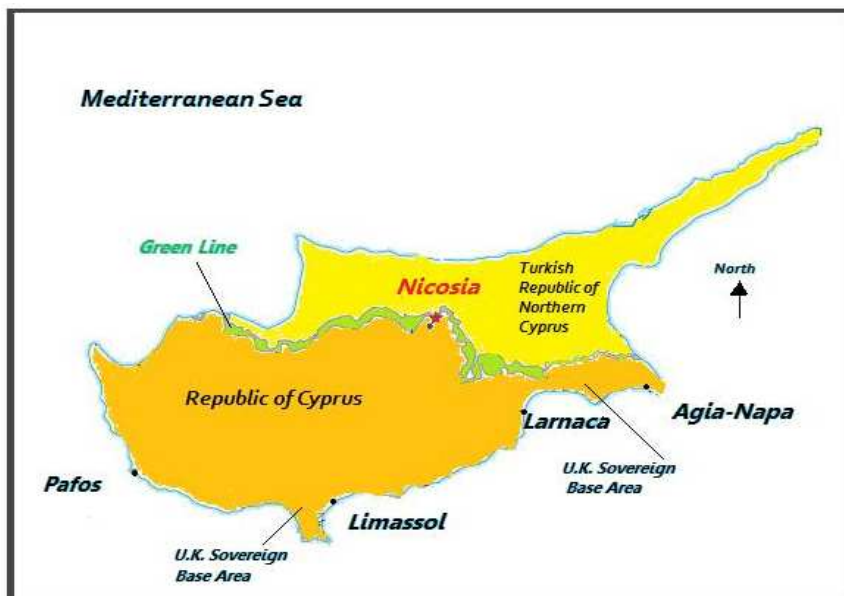 Mediterranean Sea
Green Line
Nicosia
Turkish
Republic of
Northern
Cyprus
North
Republic of Cyprus
Larnaca
Agia-Napa
U.K. Sovereign
Base Area
Pafos
Limassol
U.K. Sovereign
Base Area